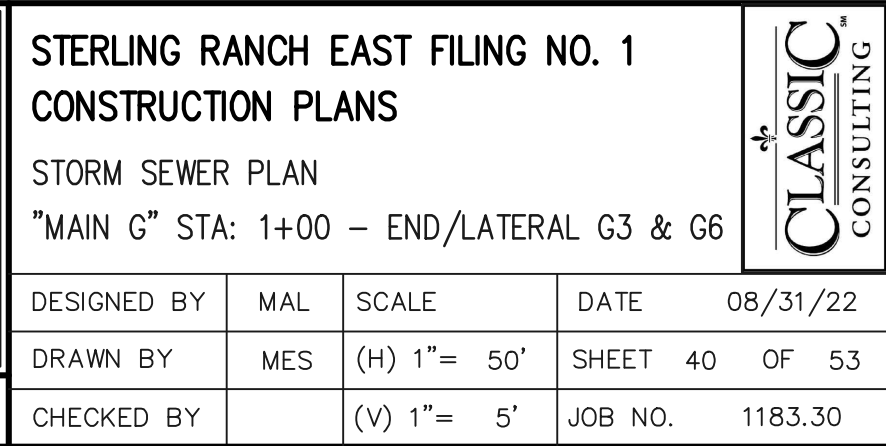 STERLING RANCH EAST FILING NO. 1
CONSTRUCTION PLANS
STORM SEWER PLAN
"MAIN G" STA: 1+00 – END/LATERAL G3 & G6
CLASSIC SM
CONSULTING
DESIGNED BY MAL SCALE DATE 08/31/22
DRAWN BY MES (H) 1"= 50' SHEET 40 OF 53
CHECKED BY (V) 1"= 5' JOB NO. 1183.30